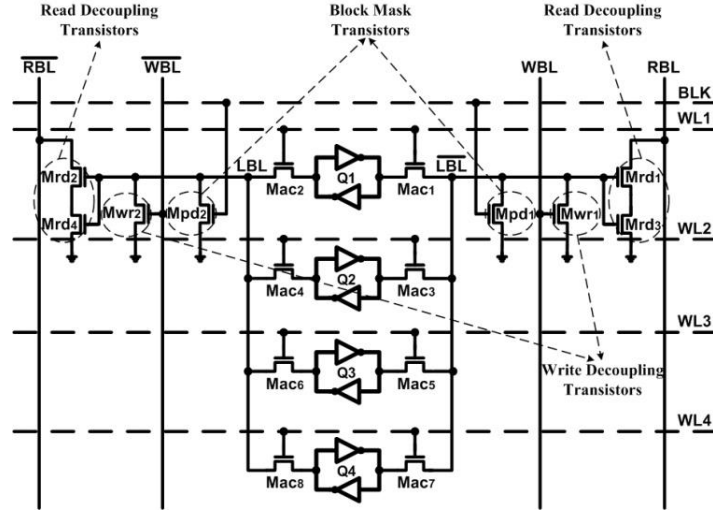 Read Decoupling
Transistors
Block Mask
Transistors
Read Decoupling
Transistors
RBL
WBL
WBL
RBL
BLK
WL1
LBL
Q1
LBL
Mac2
Mac1
Mrd2
Mrd1
Mwr2
Mpd2
Mpd1
Mwr1
Mrd4
Mrd3
WL2
Q2
Mac4
Mac3
WL3
Q3
Mac6
Mac5
Write Decoupling
Transistors
WL4
Q4
Mac8
Mac7